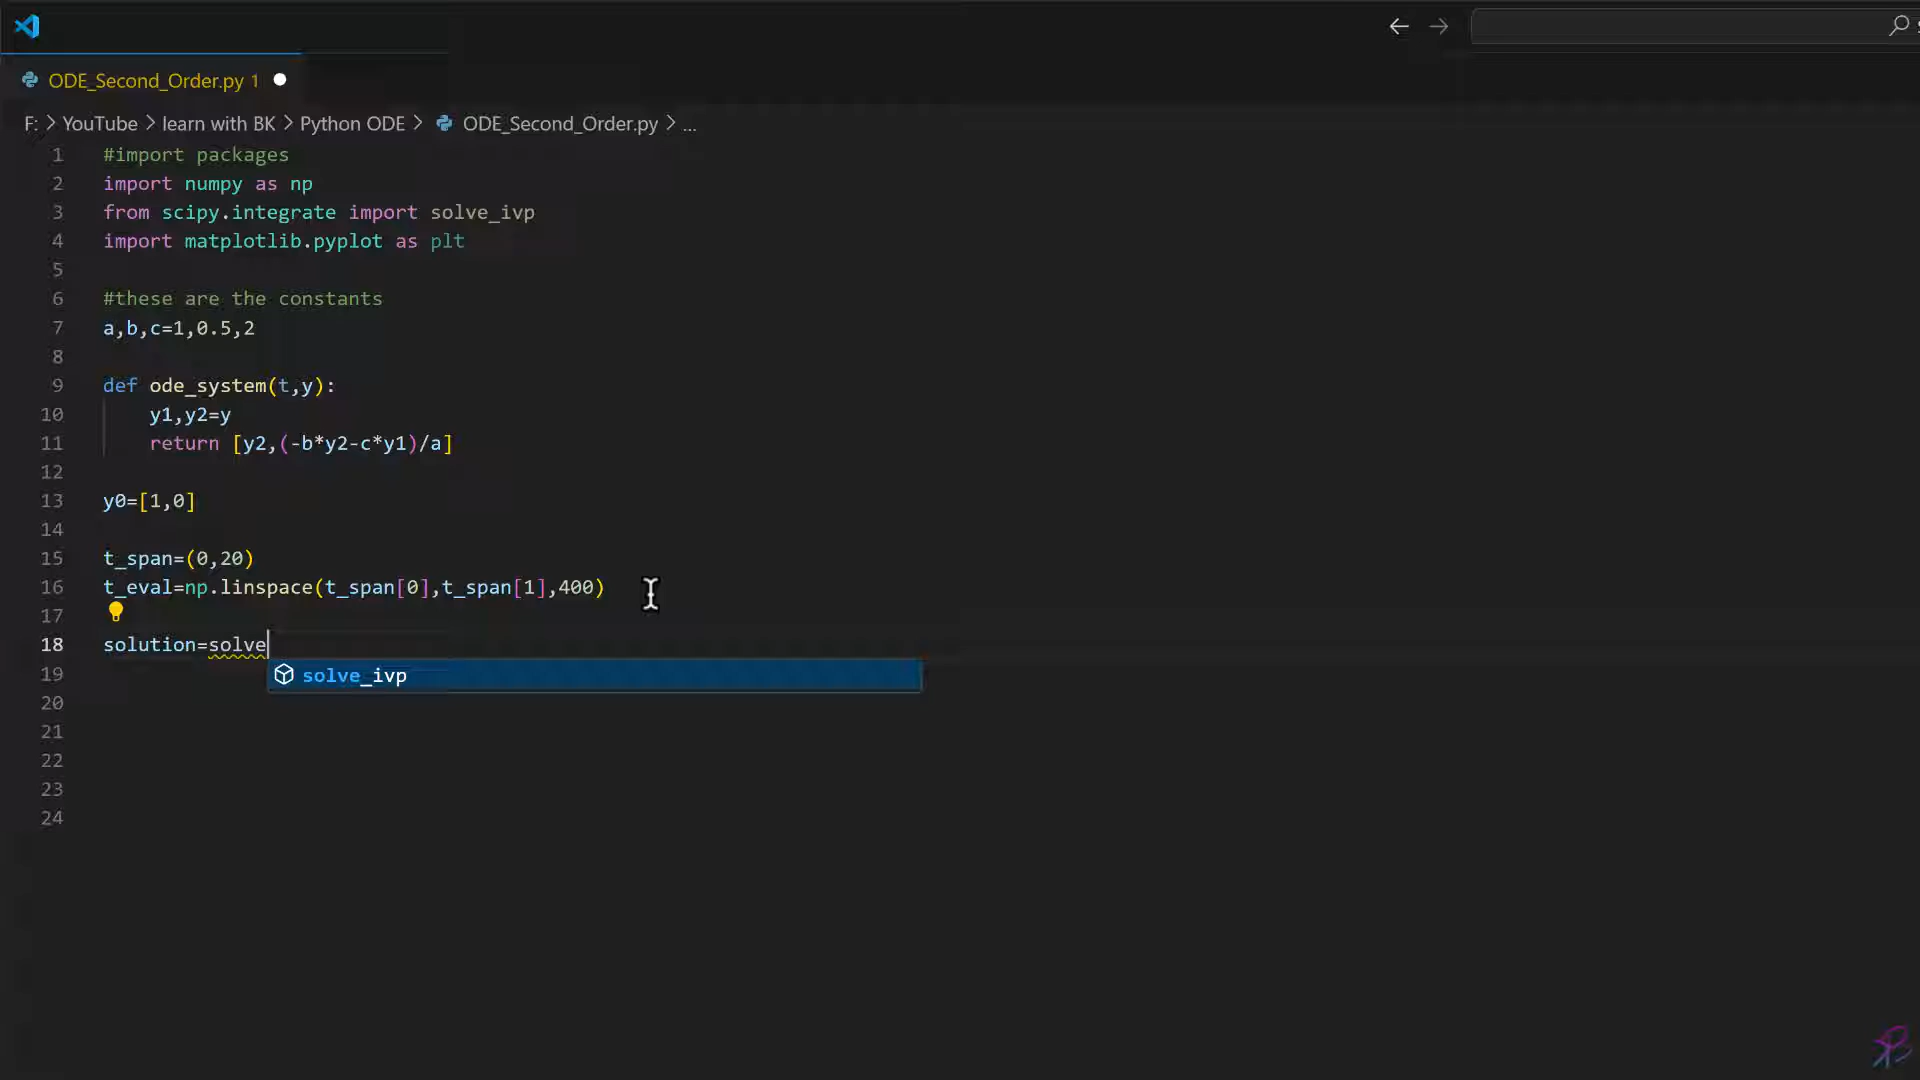 ODE_Second_Order.py 1
F: > YouTube > learn with BK > Python ODE > ODE_Second_Order.py > ...
1 #import packages
2 import numpy as np
3 from scipy.integrate import solve_ivp
4 import matplotlib.pyplot as plt
5
6 #these are the constants
7 a,b,c=1,0.5,2
8
9 def ode_system(t,y):
10 y1,y2=y
11 return [y2,(-b*y2-c*y1)/a]
12
13 y0=[1,0]
14
15 t_span=(0,20)
16 t_eval=np.linspace(t_span[0],t_span[1],400)
17
18 solution=solve
19 solve_ivp
20
21
22
23
24